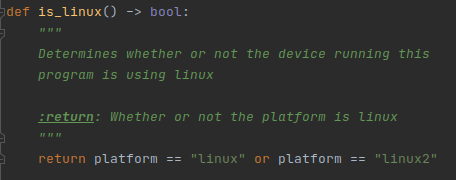 def is_linux() -> bool:
"""
Determines whether or not the device running this
program is using linux
:return: Whether or not the platform is linux
"""
return platform == "linux" or platform == "linux2"